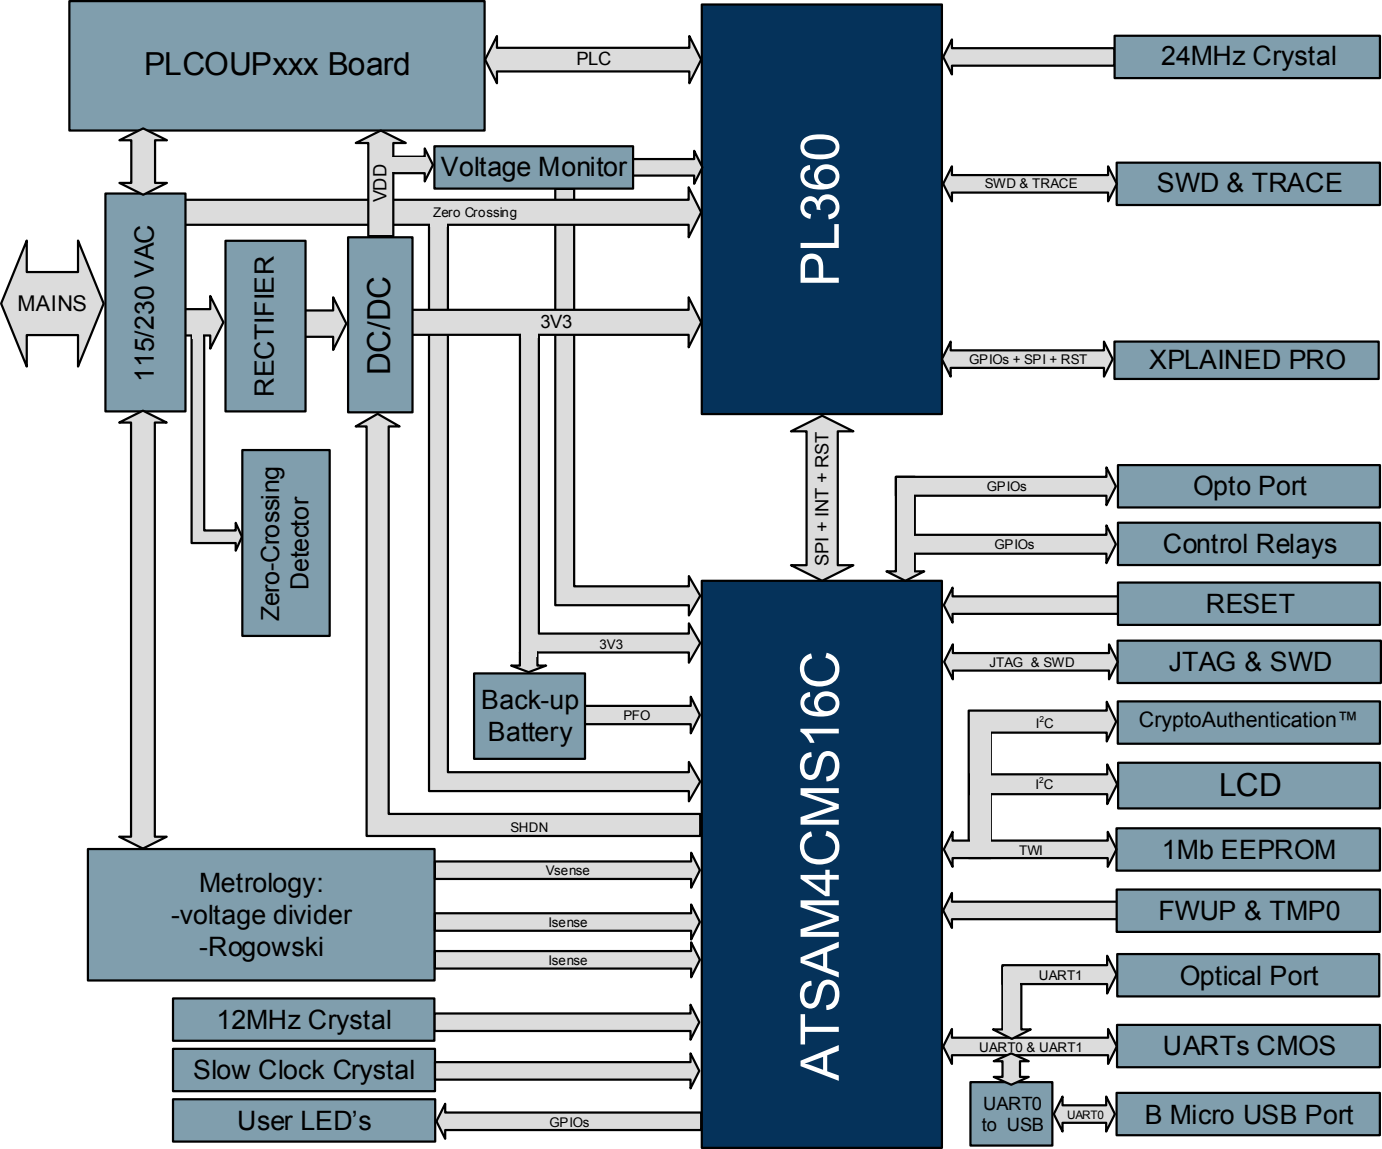 PLCOUPxxx Board
PLC
PL360
24MHz Crystal
VDD
Voltage Monitor
SWD & TRACE
SWD & TRACE
Zero Crossing
MAINS
115/230 VAC
RECTIFIER
DC/DC
3V3
GPIOs + SPI + RST
XPLAINED PRO
Zero-Crossing
Detector
SPI + INT + RST
GPIOs
Opto Port
GPIOs
Control Relays
RESET
ATSAM4CMS16C
3V3
JTAG & SWD
JTAG & SWD
Back-up
Battery
PFO
I²C
CryptoAuthentication™
I²C
LCD
SHDN
TWI
1Mb EEPROM
Metrology:
-voltage divider
-Rogowski
Vsense
Isense
Isense
FWUP & TMP0
UART1
Optical Port
12MHz Crystal
UART0 & UART1
UARTs CMOS
Slow Clock Crystal
User LED's
GPIOs
UART0
to USB
UART0
B Micro USB Port